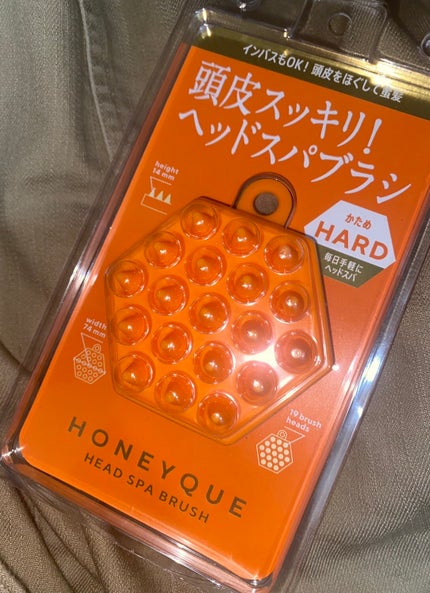 インバスもOK！頭皮をほぐして蜜髪
頭皮スッキリ！
ヘッドスパブラシ
height
14 mm
かため
HARD
毎日手軽に
ヘッドスパ
width
74 mm
19 brush
heads
HONEYQUE
HEAD SPA BRUSH